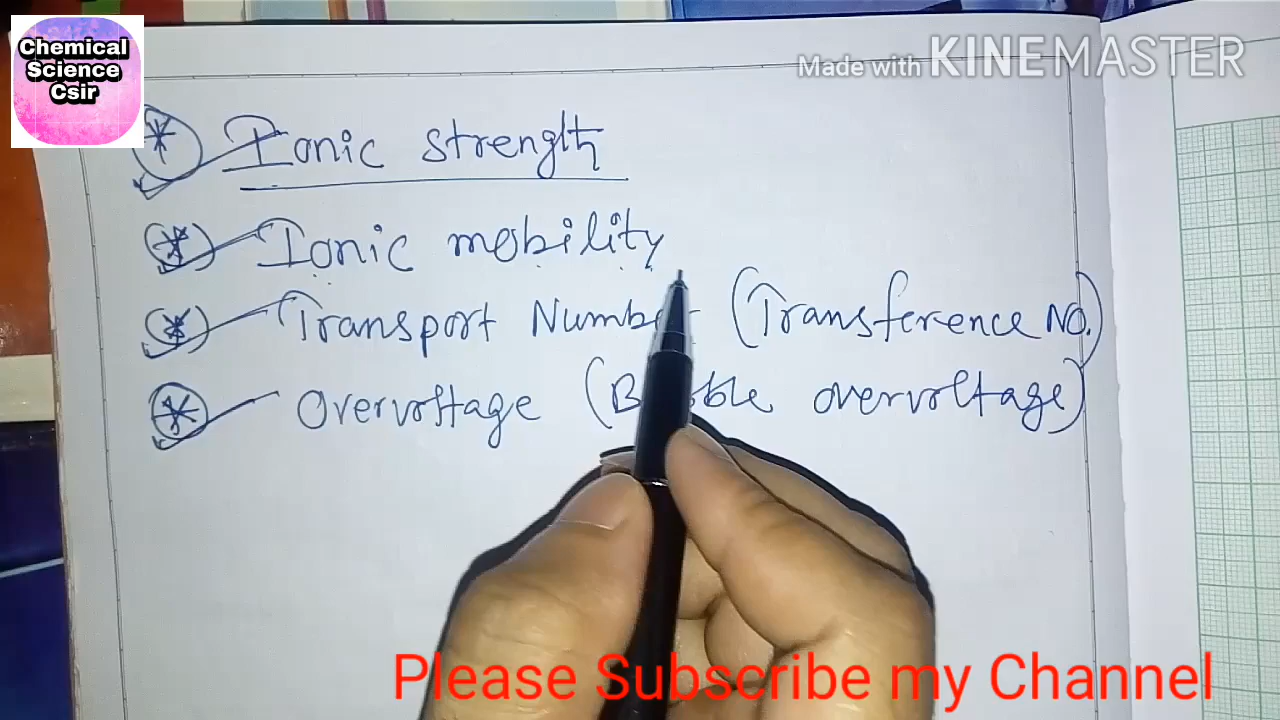 Chemical
Science
Csir
Made with KINEMASTER
Ionic strength
Ionic mobility
Transport Number (Transference No.)
Overvoltage (Bubble overvoltage)
Please Subscribe my Channel